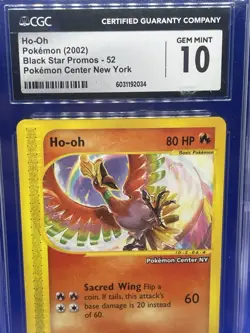 CGC
CERTIFIED GUARANTY COMPANY
Ho-Oh
Pokémon (2002)
Black Star Promos - 52
Pokémon Center New York
GEM MINT
10
6031192034
Ho-oh
80 HP
Basic Pokémon
Pokémon Center NY
Sacred Wing Flip a
coin. If tails, this attack's
base damage is 20 instead
of 60.
60